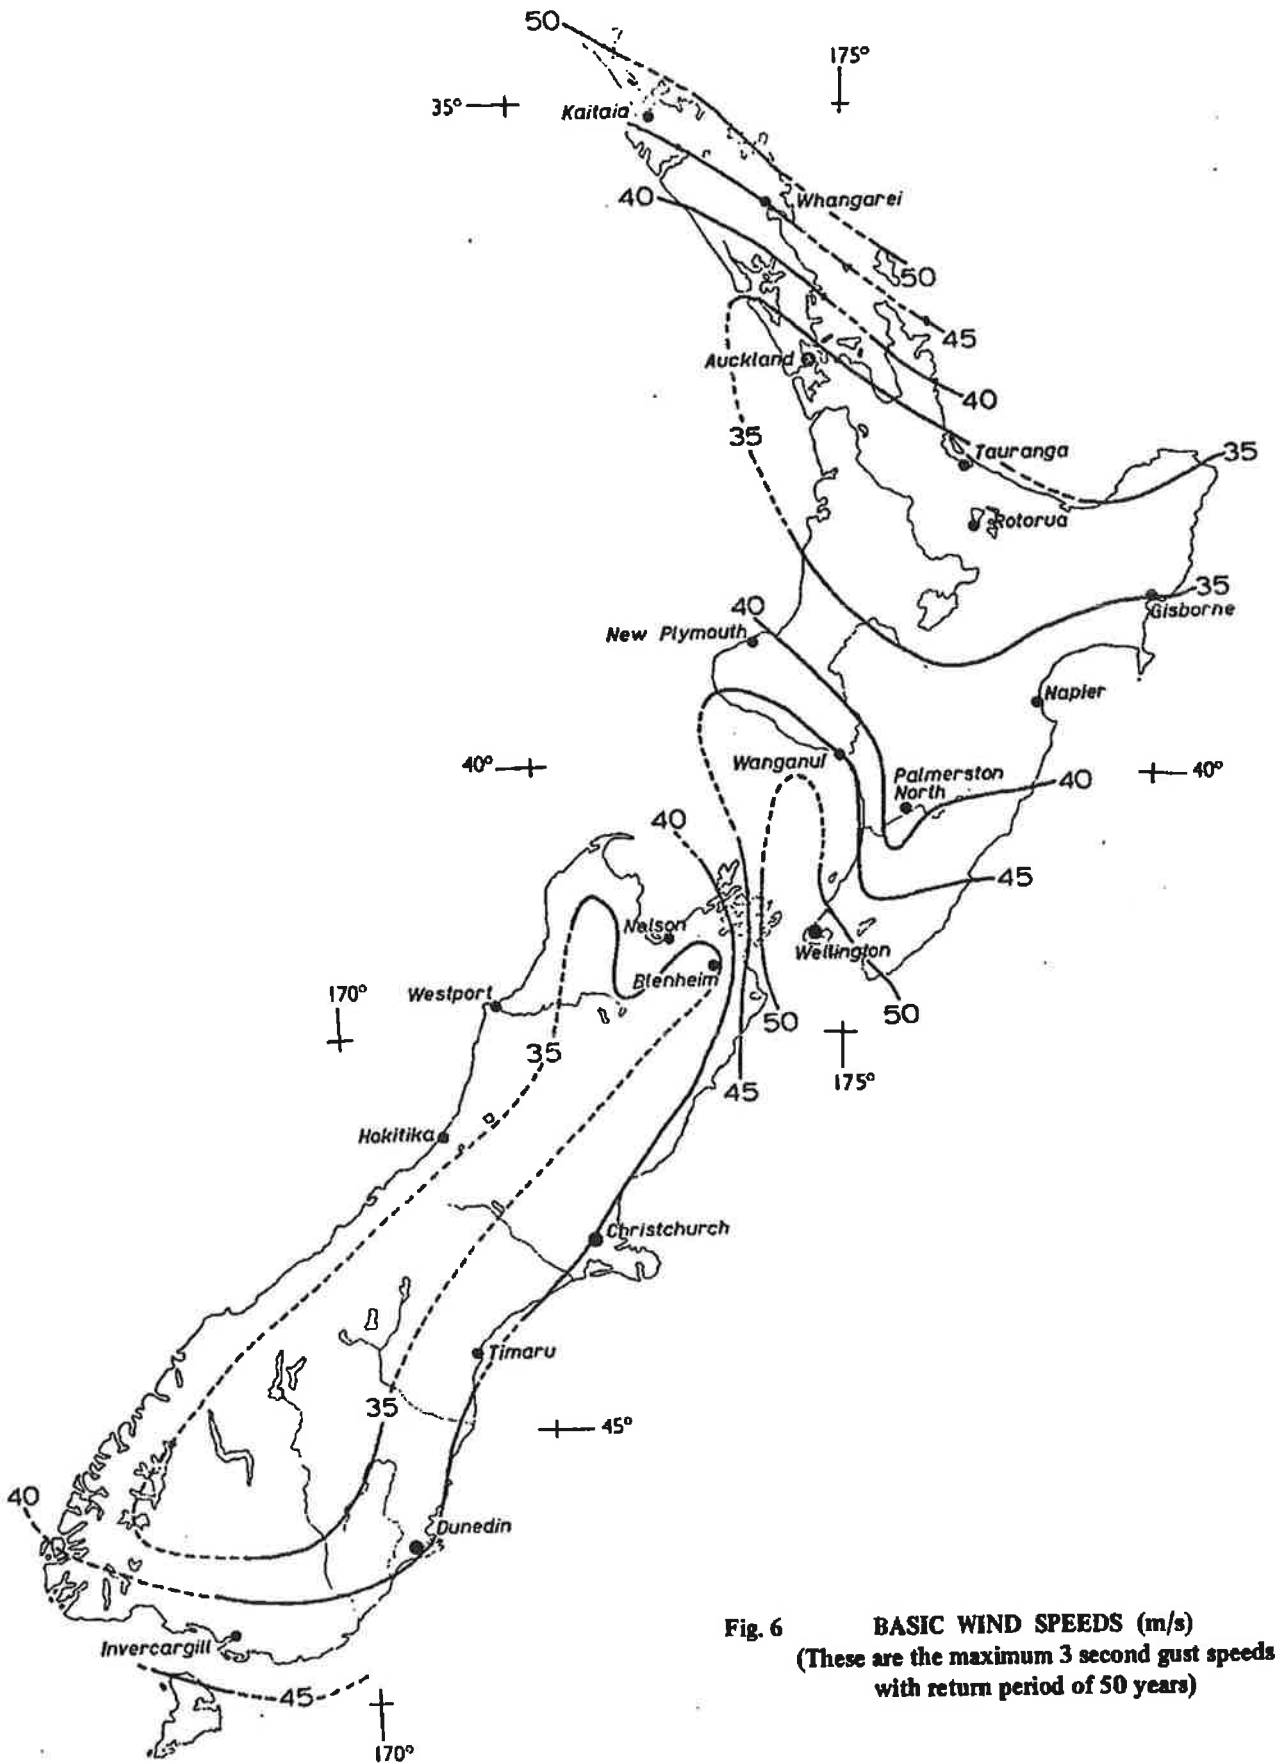 50
175°
35°
Kaitaia
40
Whangarei
50
45
Auckland
40
35
Tauranga
35
Rotorua
35
Gisborne
40
New Plymouth
Napier
Wanganui
40°
Palmerston
North
40
40°
40
45
Nelson
Wellington
Blenheim
170°
Westport
50
50
35
175°
45
Hokitika
Christchurch
Timaru
35
45°
40
Dunedin
Invercargill
45
170°
Fig. 6 BASIC WIND SPEEDS (m/s)
(These are the maximum 3 second gust speeds
with return period of 50 years)